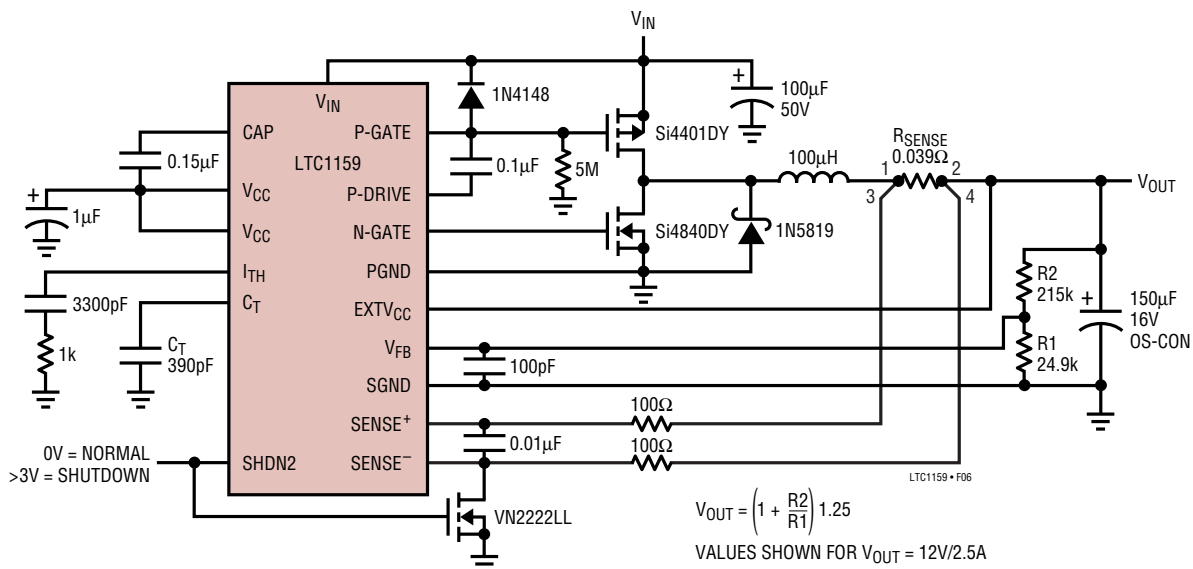 V_IN
V_IN
1N4148
100µF
50V
CAP
P-GATE
Si4401DY
R_SENSE
0.039Ω
LTC1159
0.15µF
0.1µF
5M
100µH
1
2
3
4
V_OUT
V_CC
P-DRIVE
+
1µF
V_CC
N-GATE
Si4840DY
1N5819
I_TH
PGND
R2
215k
+
150µF
16V
OS-CON
3300pF
C_T
EXTV_CC
1k
C_T
390pF
V_FB
R1
24.9k
100pF
SGND
100Ω
SENSE+
0.01µF
100Ω
0V = NORMAL
>3V = SHUTDOWN
SHDN2
SENSE−
LTC1159 • F06
VN2222LL
V_OUT = (1 + R2/R1) 1.25
VALUES SHOWN FOR V_OUT = 12V/2.5A
+